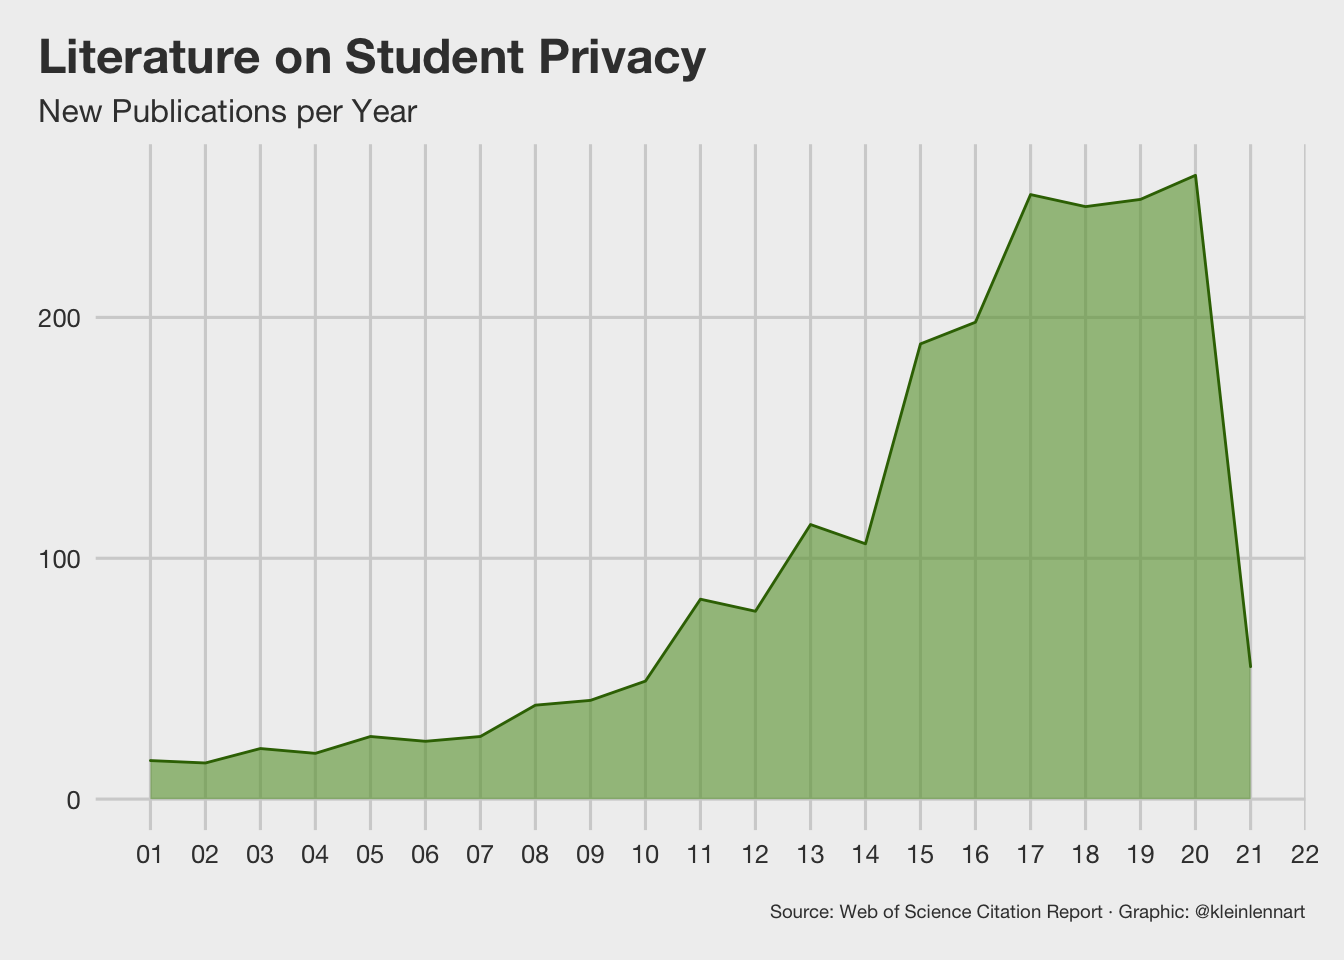 Literature on Student Privacy
New Publications per Year
200
100
0
01 02 03 04 05 06 07 08 09 10 11 12 13 14 15 16 17 18 19 20 21 22
Source: Web of Science Citation Report · Graphic: @kleinlennart